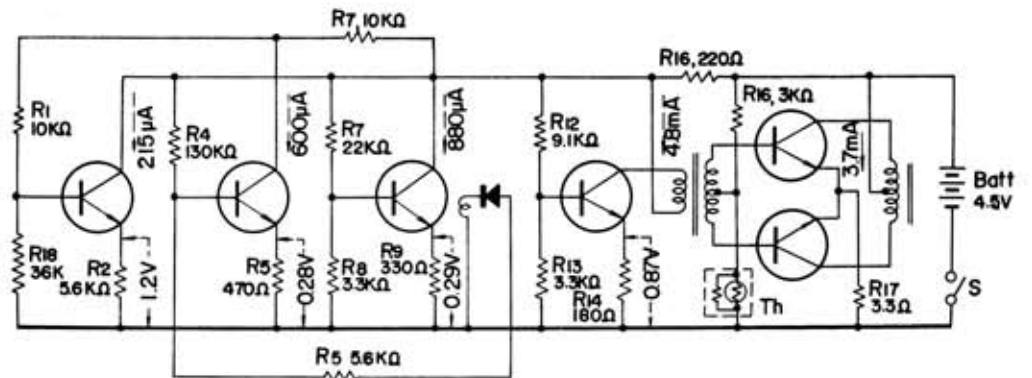 R7, 10KΩ
R16, 220Ω
R1
10KΩ
215μA
R4
130KΩ
600μA
R7
22KΩ
880μA
R12
9.1KΩ
4.8mA
R16, 3KΩ
3.7mA
Batt
4.5V
R18
36K
R2
5.6KΩ
1.2V
R5
470Ω
0.28V
R8
3.3KΩ
R9
330Ω
0.29V
R13
3.3KΩ
R14
180Ω
0.87V
Th
R17
3.3Ω
S
R5 5.6KΩ